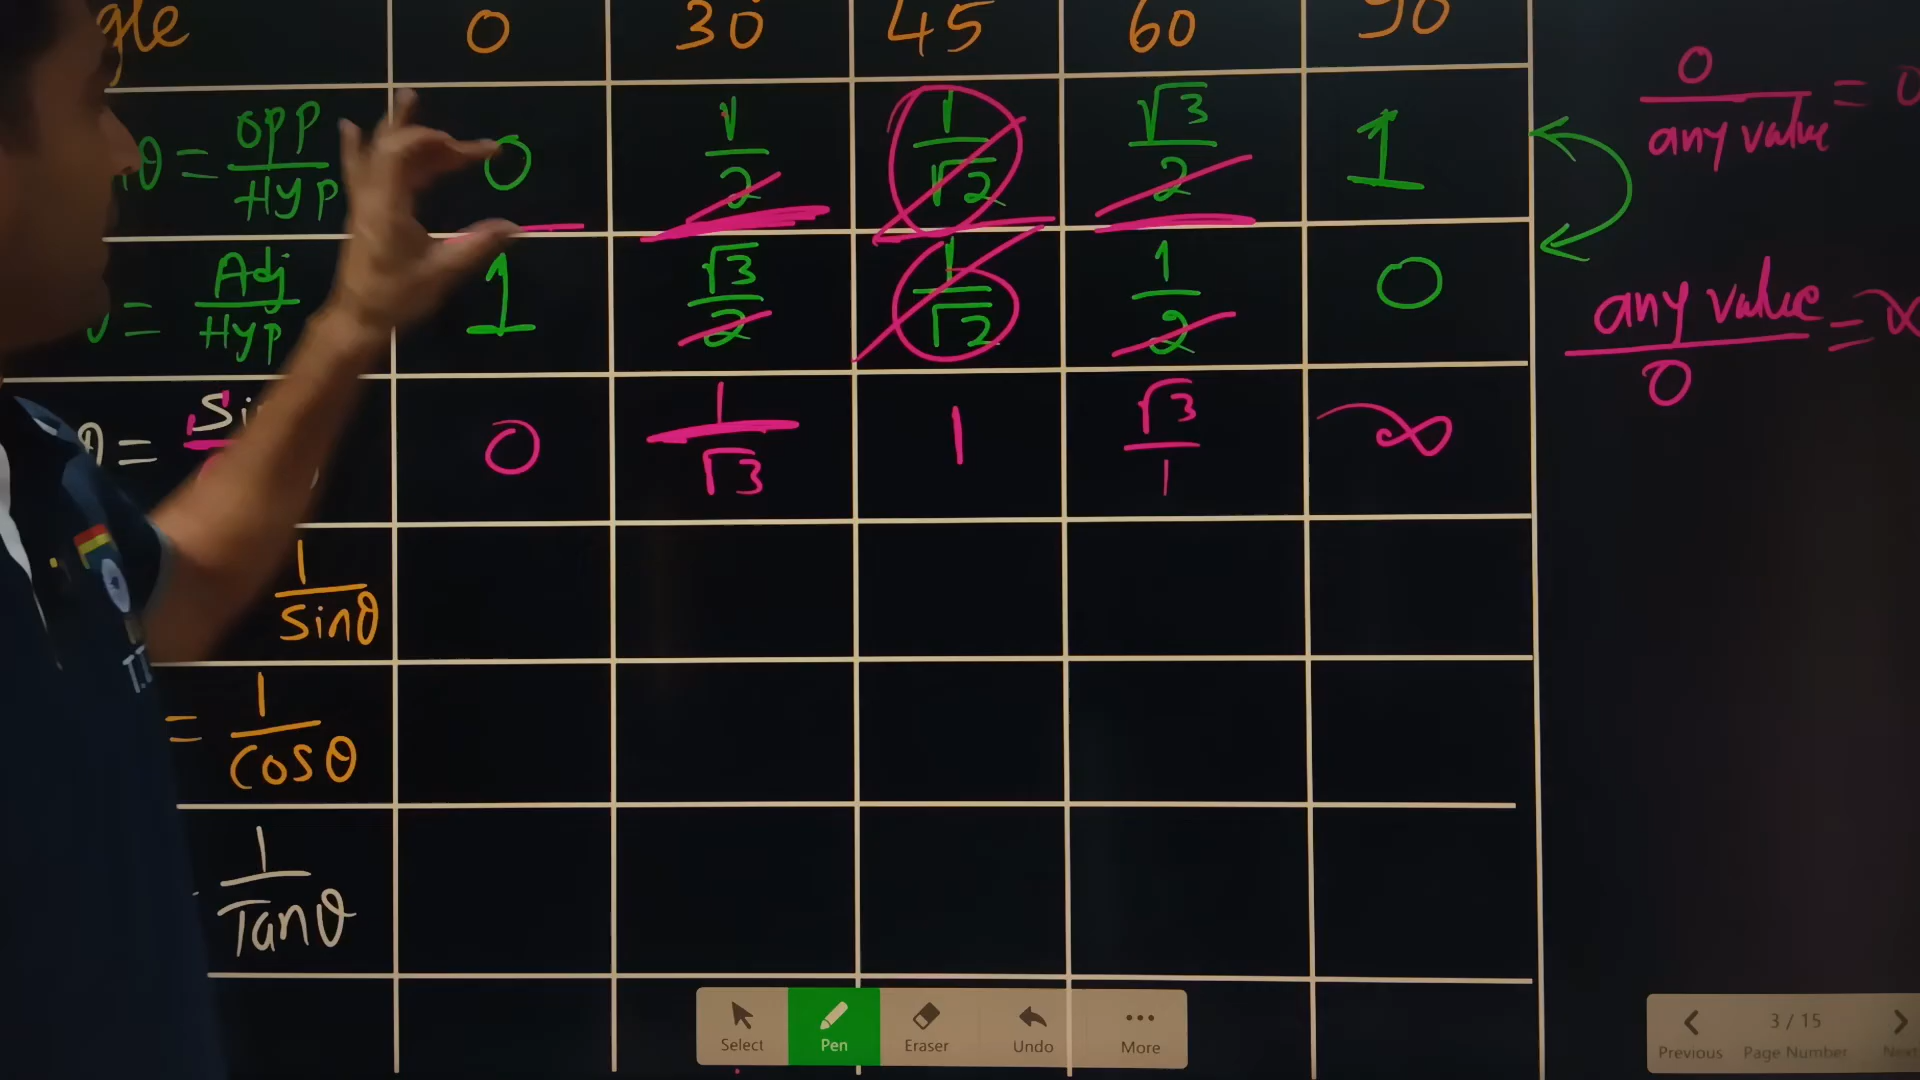 gle 0 30 45 60 90
θ = opp/Hyp 0 1/2 1/√2 √3/2 1
= Adj/Hyp 1 √3/2 1/√2 1/2 0
θ = 0 1/√3 1 √3/1 ∞
1/sinθ
= 1/cosθ
1/Tanθ
0/any value = 0
any value/0 = ∞
Select Pen Eraser Undo More
3 / 15
Previous Page Number Next